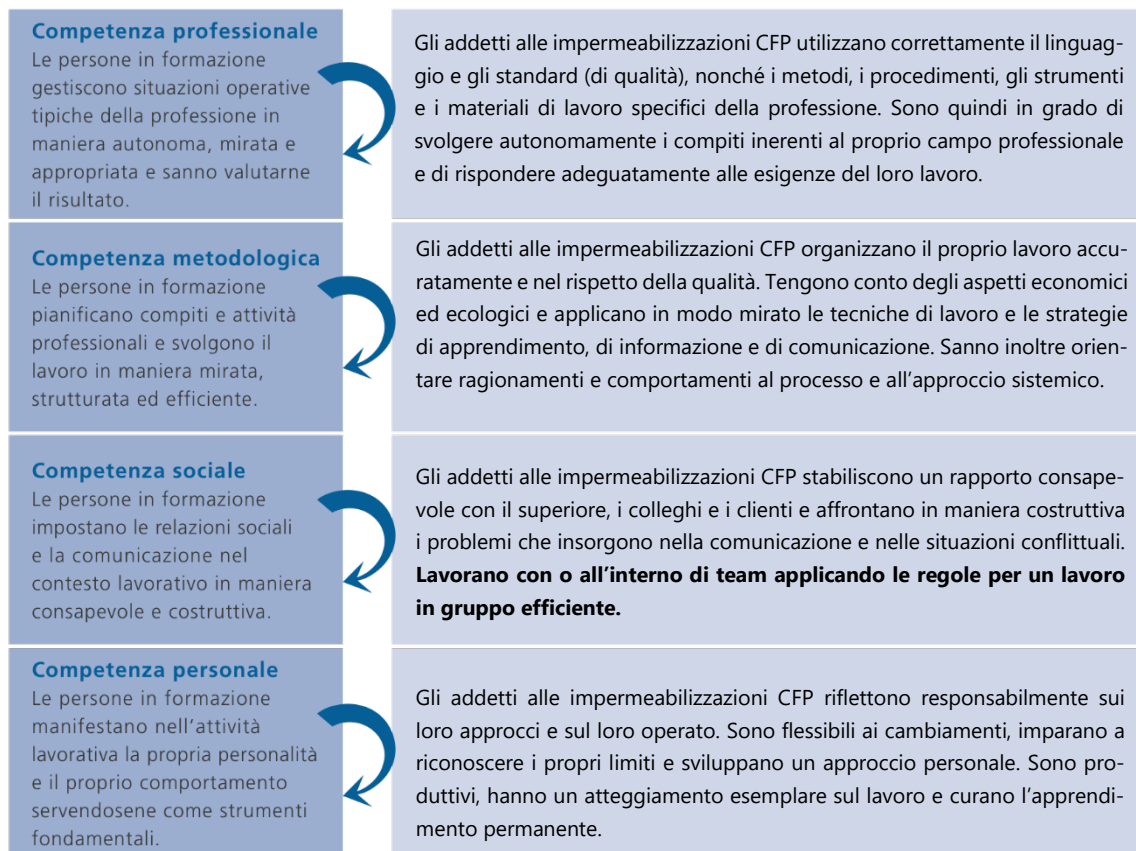 Competenza professionale
Le persone in formazione
gestiscono situazioni operative
tipiche della professione in
maniera autonoma, mirata e
appropriata e sanno valutarne
il risultato.
Gli addetti alle impermeabilizzazioni CFP utilizzano correttamente il linguag-
gio e gli standard (di qualità), nonché i metodi, i procedimenti, gli strumenti
e i materiali di lavoro specifici della professione. Sono quindi in grado di
svolgere autonomamente i compiti inerenti al proprio campo professionale
e di rispondere adeguatamente alle esigenze del loro lavoro.
Competenza metodologica
Le persone in formazione
pianificano compiti e attività
professionali e svolgono il
lavoro in maniera mirata,
strutturata ed efficiente.
Gli addetti alle impermeabilizzazioni CFP organizzano il proprio lavoro accu-
ratamente e nel rispetto della qualità. Tengono conto degli aspetti economici
ed ecologici e applicano in modo mirato le tecniche di lavoro e le strategie
di apprendimento, di informazione e di comunicazione. Sanno inoltre orien-
tare ragionamenti e comportamenti al processo e all'approccio sistemico.
Competenza sociale
Le persone in formazione
impostano le relazioni sociali
e la comunicazione nel
contesto lavorativo in maniera
consapevole e costruttiva.
Gli addetti alle impermeabilizzazioni CFP stabiliscono un rapporto consape-
vole con il superiore, i colleghi e i clienti e affrontano in maniera costruttiva
i problemi che insorgono nella comunicazione e nelle situazioni conflittuali.
Lavorano con o all'interno di team applicando le regole per un lavoro
in gruppo efficiente.
Competenza personale
Le persone in formazione
manifestano nell'attività
lavorativa la propria personalità
e il proprio comportamento
servendosene come strumenti
fondamentali.
Gli addetti alle impermeabilizzazioni CFP riflettono responsabilmente sui
loro approcci e sul loro operato. Sono flessibili ai cambiamenti, imparano a
riconoscere i propri limiti e sviluppano un approccio personale. Sono pro-
duttivi, hanno un atteggiamento esemplare sul lavoro e curano l'apprendi-
mento permanente.